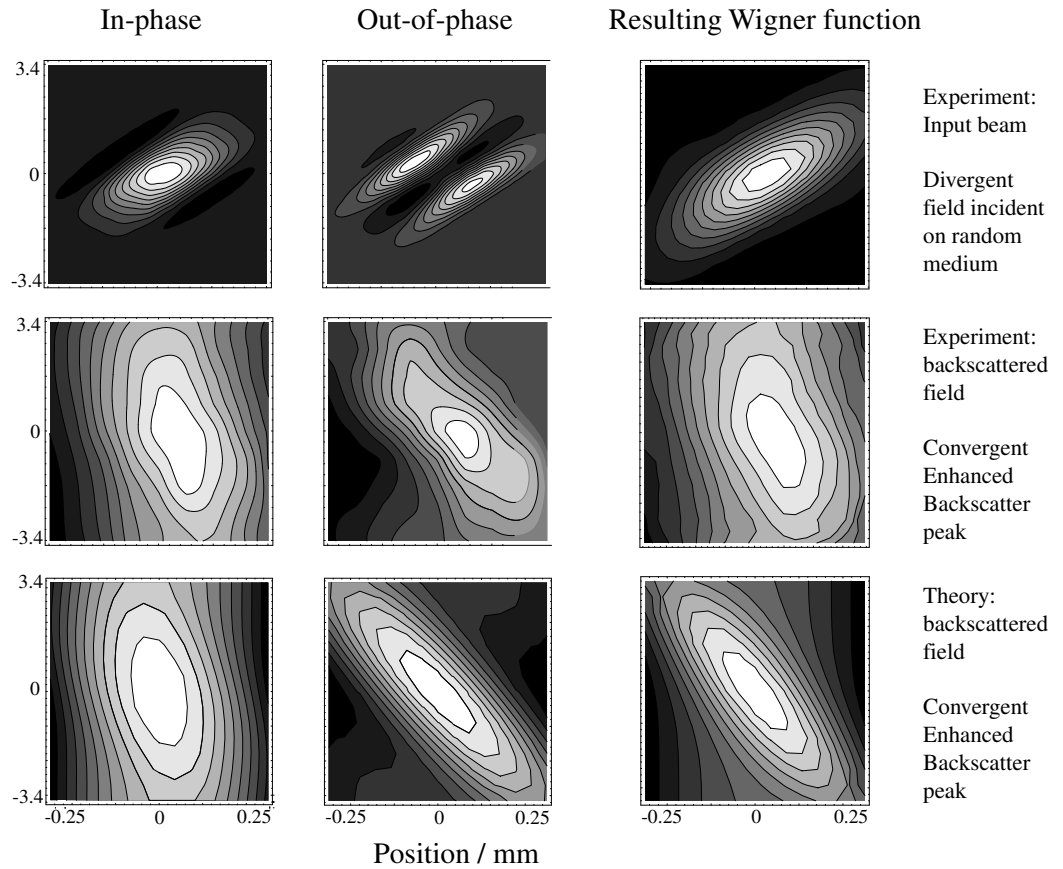 In-phase
Out-of-phase
Resulting Wigner function
3.4
0
-3.4
Experiment:
Input beam
Divergent
field incident
on random
medium
3.4
0
-3.4
Experiment:
backscattered
field
Convergent
Enhanced
Backscatter
peak
3.4
0
-3.4
Theory:
backscattered
field
Convergent
Enhanced
Backscatter
peak
-0.25 0 0.25
-0.25 0 0.25
-0.25 0 0.25
Position / mm